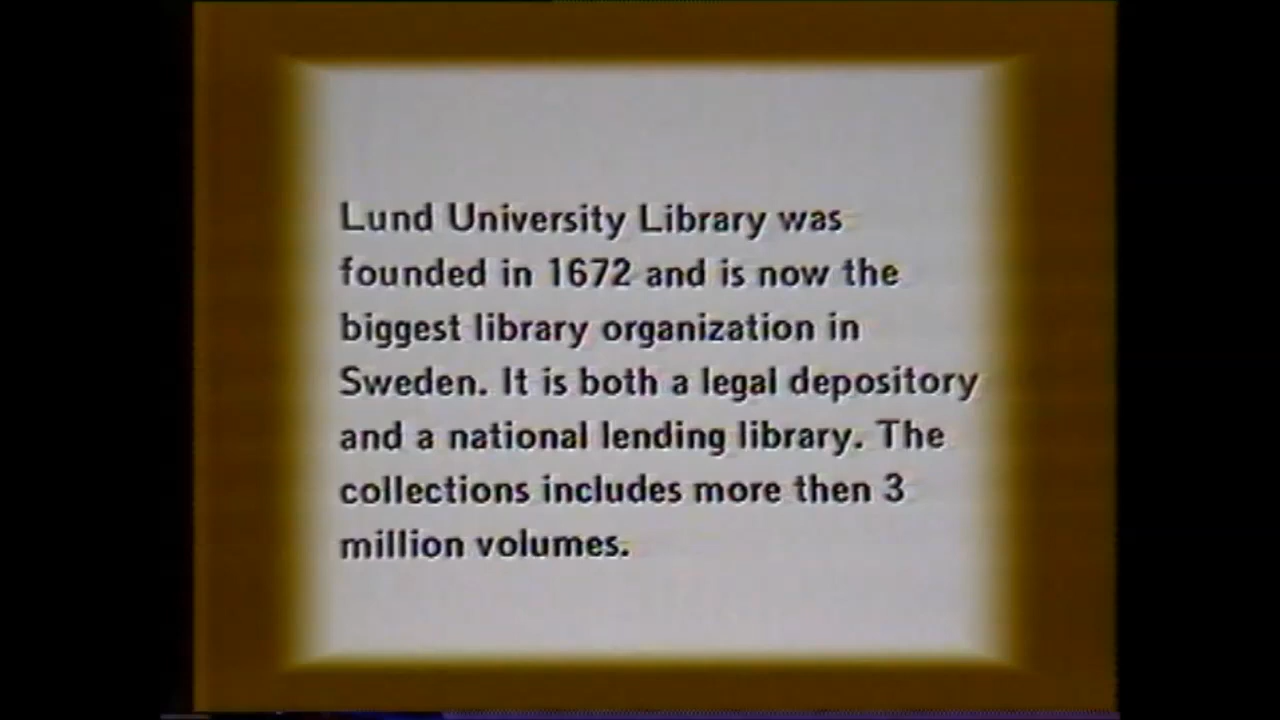 Lund University Library was
founded in 1672 and is now the
biggest library organization in
Sweden. It is both a legal depository
and a national lending library. The
collections includes more then 3
million volumes.